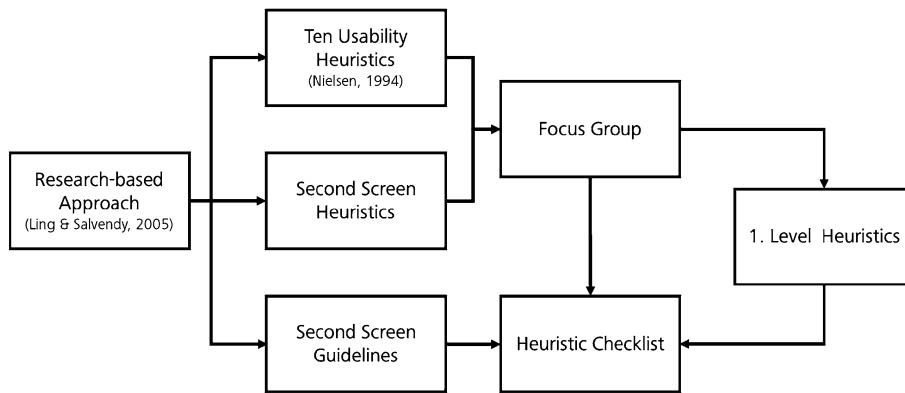 Ten Usability
Heuristics
(Nielsen, 1994)
Focus Group
Research-based
Approach
(Ling & Salvendy, 2005)
Second Screen
Heuristics
1. Level Heuristics
Second Screen
Guidelines
Heuristic Checklist